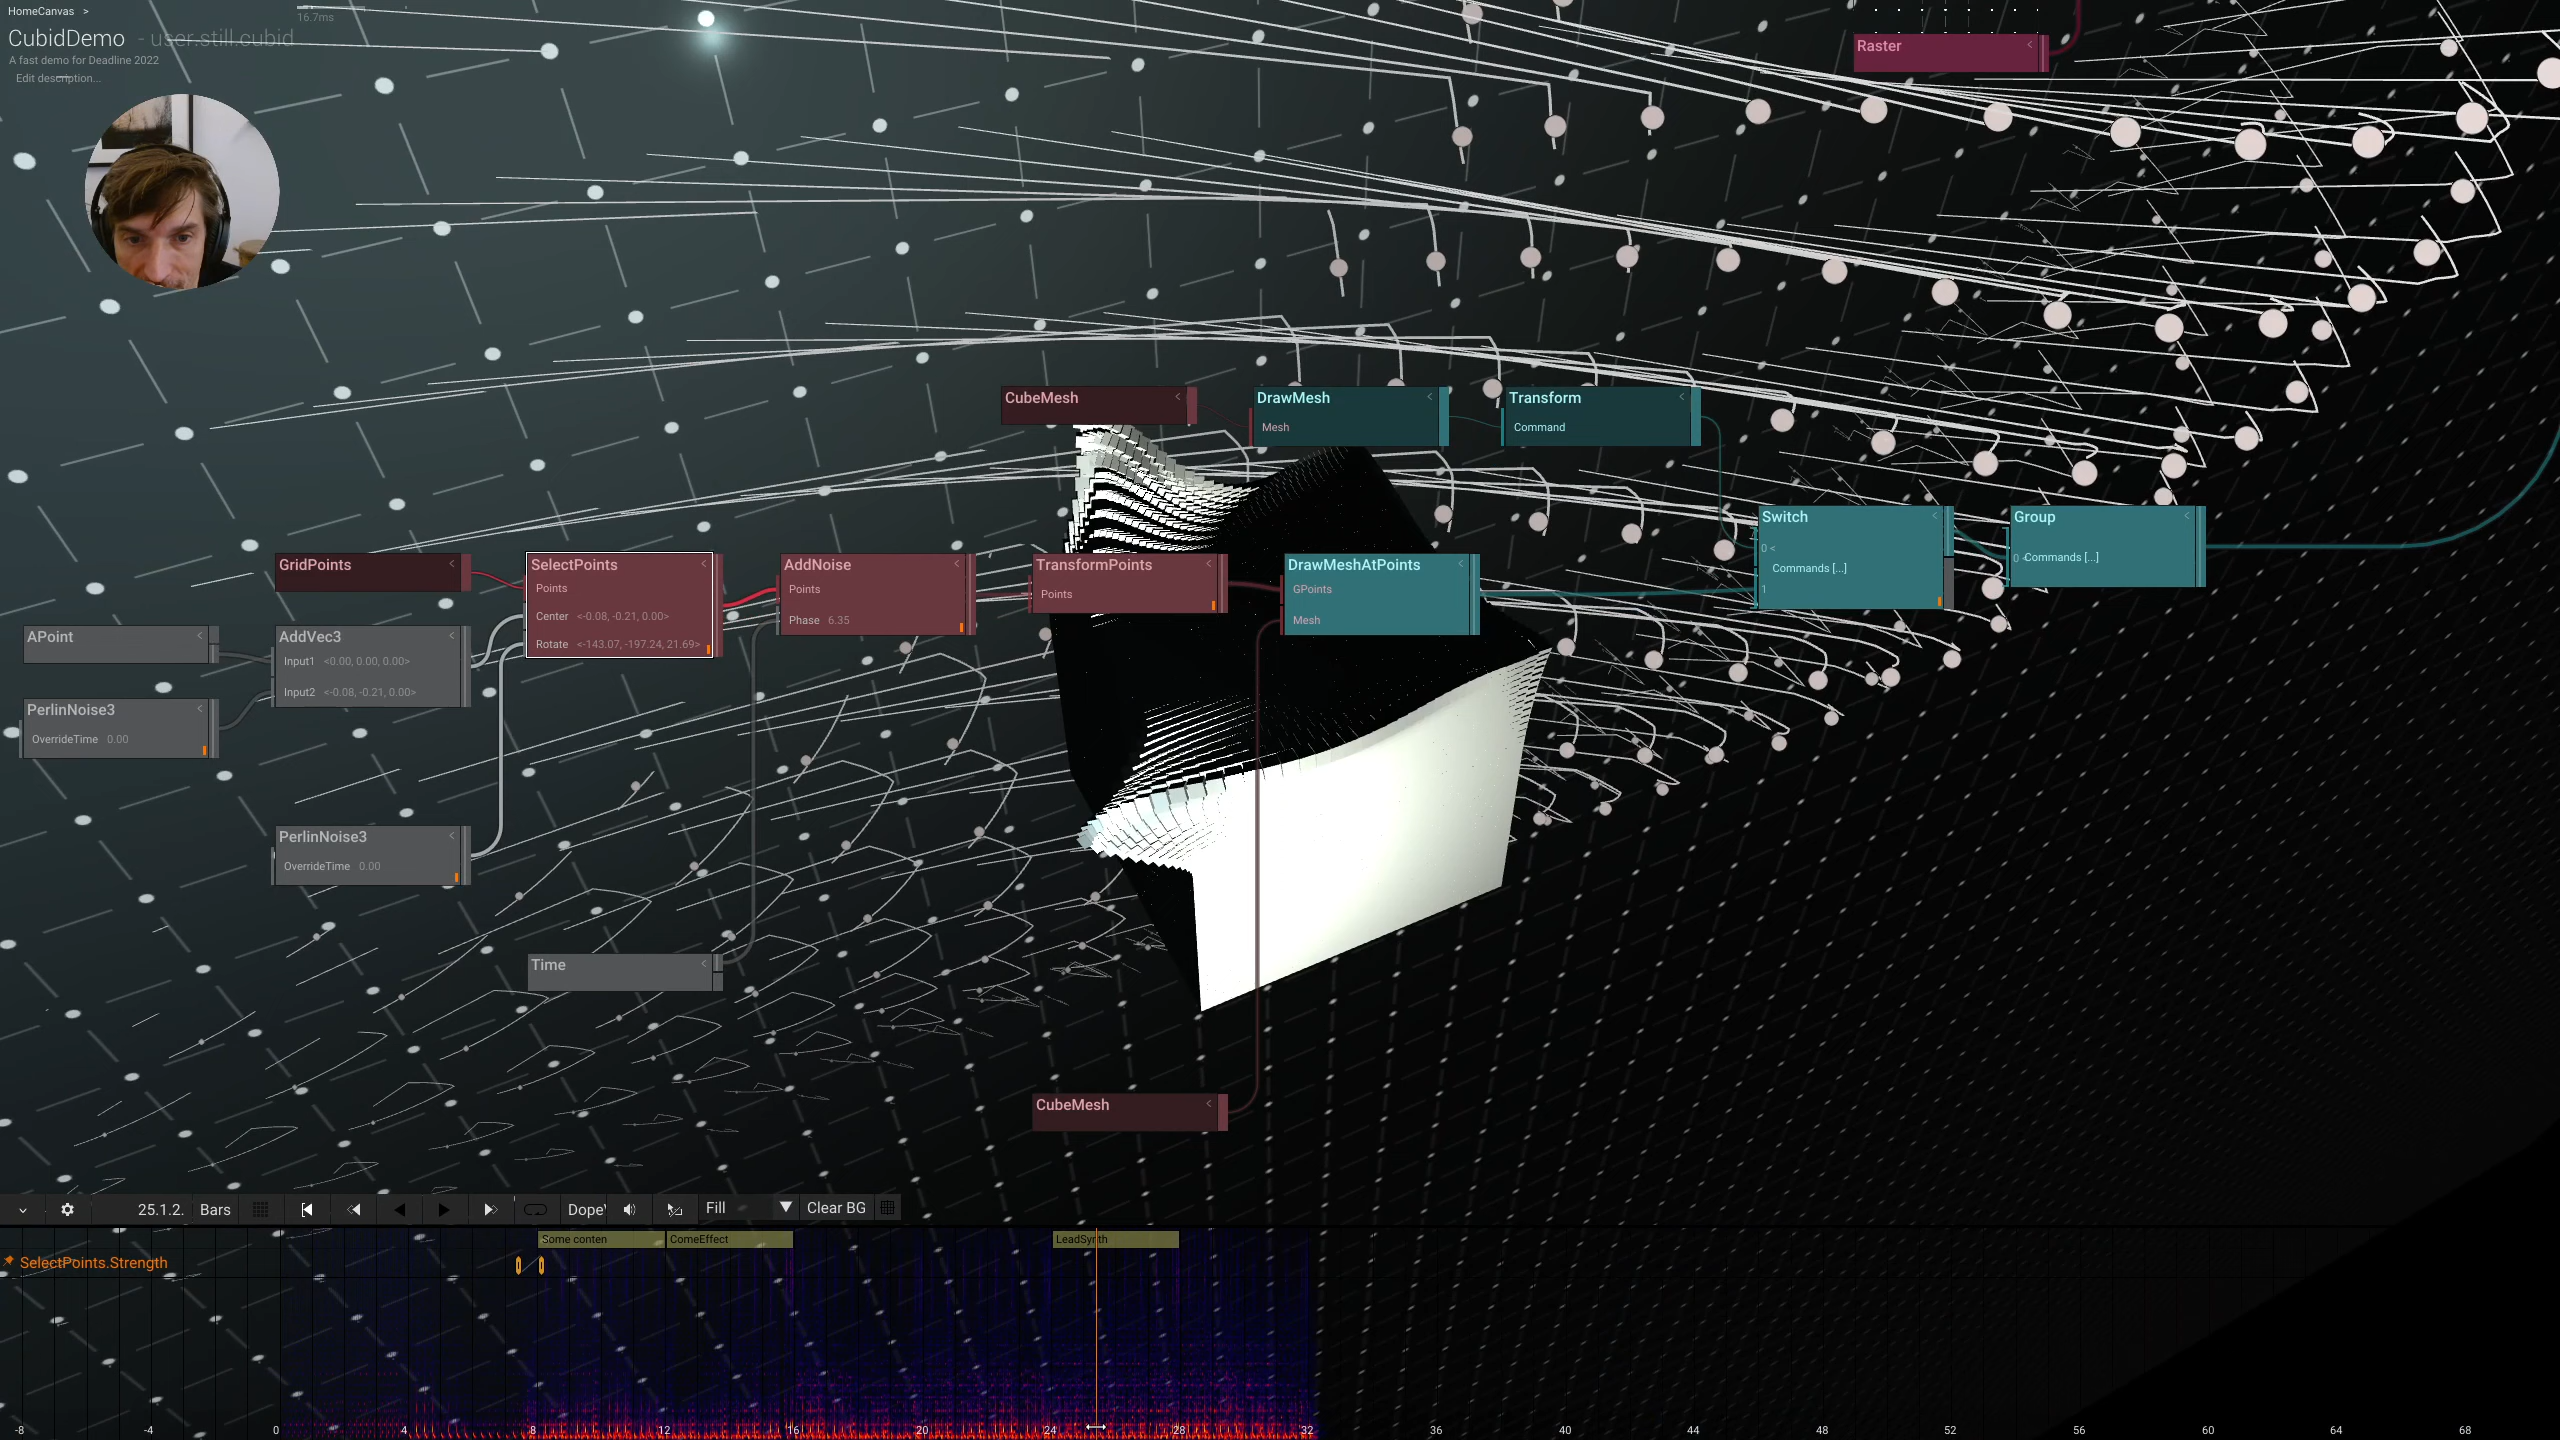 HomeCanvas >
16.7ms
CubidDemo - user.still.cubid
A fast demo for Deadline 2022
Edit description...
Raster <
CubeMesh <
DrawMesh <
Mesh
Transform <
Command
Switch <
0 <
Commands [...]
1
Group <
0 <
Commands [...]
GridPoints <
SelectPoints <
Points
Center <-0.08, -0.21, 0.00>
Rotate <-143.07, -197.24, 21.69>
AddNoise <
Points
Phase 6.35
TransformPoints <
Points
DrawMeshAtPoints <
GPoints
Mesh
APoint <
AddVec3 <
Input1 <0.00, 0.00, 0.00>
Input2 <-0.08, -0.21, 0.00>
PerlinNoise3 <
OverrideTime 0.00
PerlinNoise3 <
OverrideTime 0.00
Time <
CubeMesh <
25.1.2. Bars
Dope
Fill
Clear BG
Some conten
ComeEffect
LeadSynth
SelectPoints.Strength
-8 -4 0 4 8 12 16 20 24 28 32 36 40 44 48 52 56 60 64 68